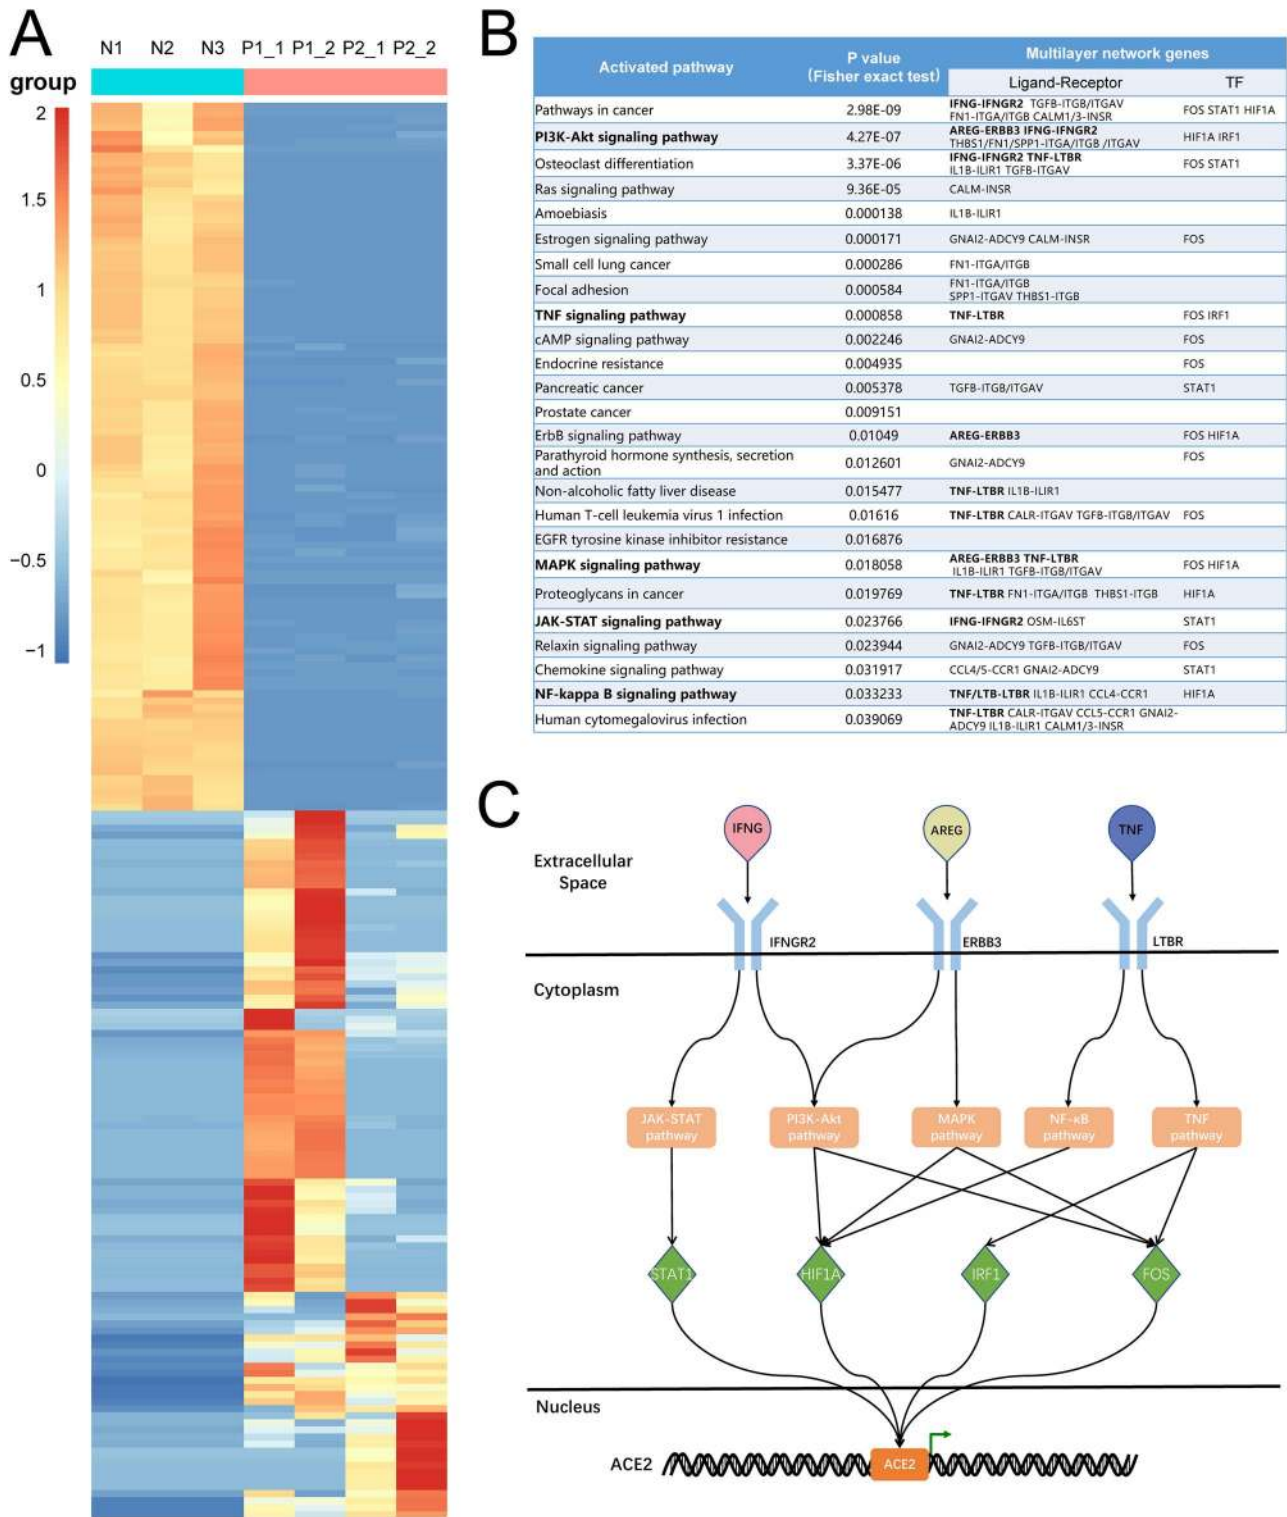 A
N1 N2 N3 P1_1 P1_2 P2_1 P2_2
group
2
1.5
1
0.5
0
−0.5
−1
B
Activated pathway
P value
(Fisher exact test)
Multilayer network genes
Ligand-Receptor
TF
Pathways in cancer 2.98E-09 IFNG-IFNGR2 TGFB-ITGB/ITGAV FOS STAT1 HIF1A
FN1-ITGA/ITGB CALM1/3-INSR
PI3K-Akt signaling pathway 4.27E-07 AREG-ERBB3 IFNG-IFNGR2 HIF1A IRF1
THBS1/FN1/SPP1-ITGA/ITGB /ITGAV
Osteoclast differentiation 3.37E-06 IFNG-IFNGR2 TNF-LTBR FOS STAT1
IL1B-ILIR1 TGFB-ITGAV
Ras signaling pathway 9.36E-05 CALM-INSR
Amoebiasis 0.000138 IL1B-ILIR1
Estrogen signaling pathway 0.000171 GNAI2-ADCY9 CALM-INSR FOS
Small cell lung cancer 0.000286 FN1-ITGA/ITGB
Focal adhesion 0.000584 FN1-ITGA/ITGB
SPP1-ITGAV THBS1-ITGB
TNF signaling pathway 0.000858 TNF-LTBR FOS IRF1
cAMP signaling pathway 0.002246 GNAI2-ADCY9 FOS
Endocrine resistance 0.004935 FOS
Pancreatic cancer 0.005378 TGFB-ITGB/ITGAV STAT1
Prostate cancer 0.009151
ErbB signaling pathway 0.01049 AREG-ERBB3 FOS HIF1A
Parathyroid hormone synthesis, secretion
and action 0.012601 GNAI2-ADCY9 FOS
Non-alcoholic fatty liver disease 0.015477 TNF-LTBR IL1B-ILIR1
Human T-cell leukemia virus 1 infection 0.01616 TNF-LTBR CALR-ITGAV TGFB-ITGB/ITGAV FOS
EGFR tyrosine kinase inhibitor resistance 0.016876
MAPK signaling pathway 0.018058 AREG-ERBB3 TNF-LTBR FOS HIF1A
IL1B-ILIR1 TGFB-ITGB/ITGAV
Proteoglycans in cancer 0.019769 TNF-LTBR FN1-ITGA/ITGB THBS1-ITGB HIF1A
JAK-STAT signaling pathway 0.023766 IFNG-IFNGR2 OSM-IL6ST STAT1
Relaxin signaling pathway 0.023944 GNAI2-ADCY9 TGFB-ITGB/ITGAV FOS
Chemokine signaling pathway 0.031917 CCL4/5-CCR1 GNAI2-ADCY9 STAT1
NF-kappa B signaling pathway 0.033233 TNF/LTB-LTBR IL1B-ILIR1 CCL4-CCR1 HIF1A
Human cytomegalovirus infection 0.039069 TNF-LTBR CALR-ITGAV CCL5-CCR1 GNAI2-
ADCY9 IL1B-ILIR1 CALM1/3-INSR
C
IFNG AREG TNF
Extracellular
Space
IFNGR2 ERBB3 LTBR
Cytoplasm
JAK-STAT
pathway
PI3K-Akt
pathway
MAPK
pathway
NF-κB
pathway
TNF
pathway
STAT1 HIF1A IRF1 FOS
Nucleus
ACE2 ACE2